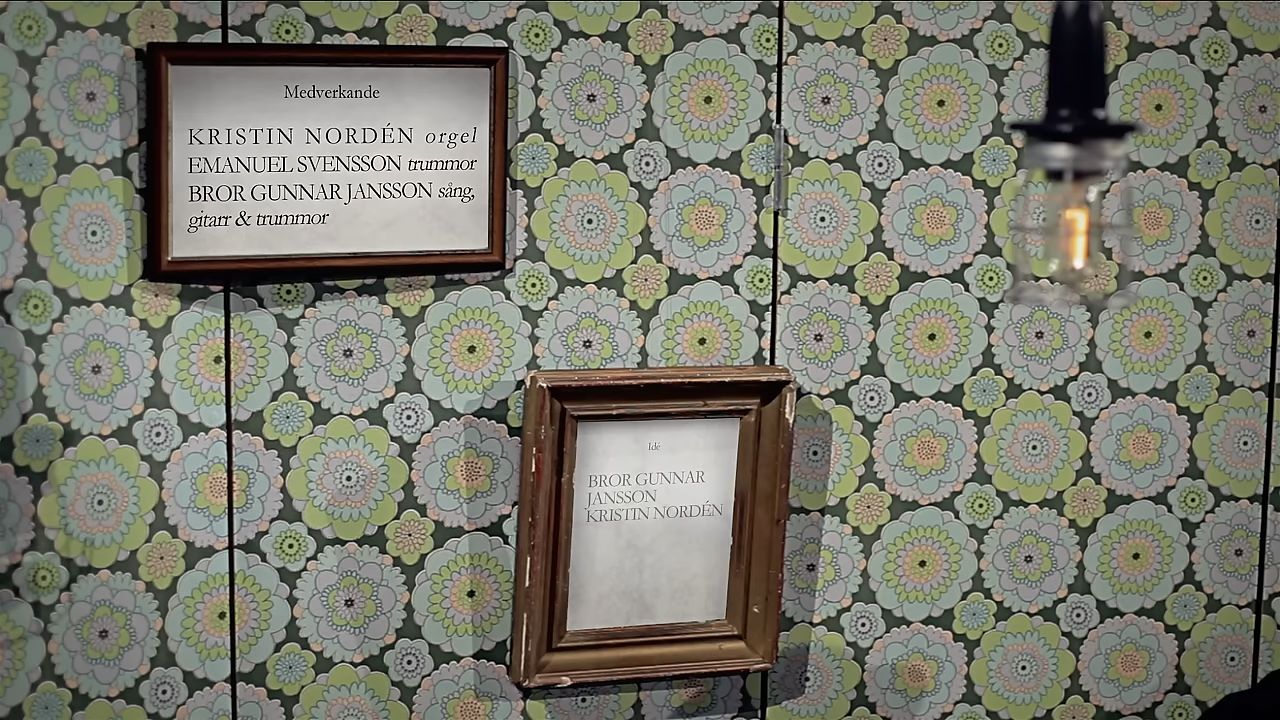 Medverkande
KRISTIN NORDÉN orgel
EMANUEL SVENSSON trummor
BROR GUNNAR JANSSON sång,
gitarr & trummor
Idé
BROR GUNNAR
JANSSON
KRISTIN NORDÉN